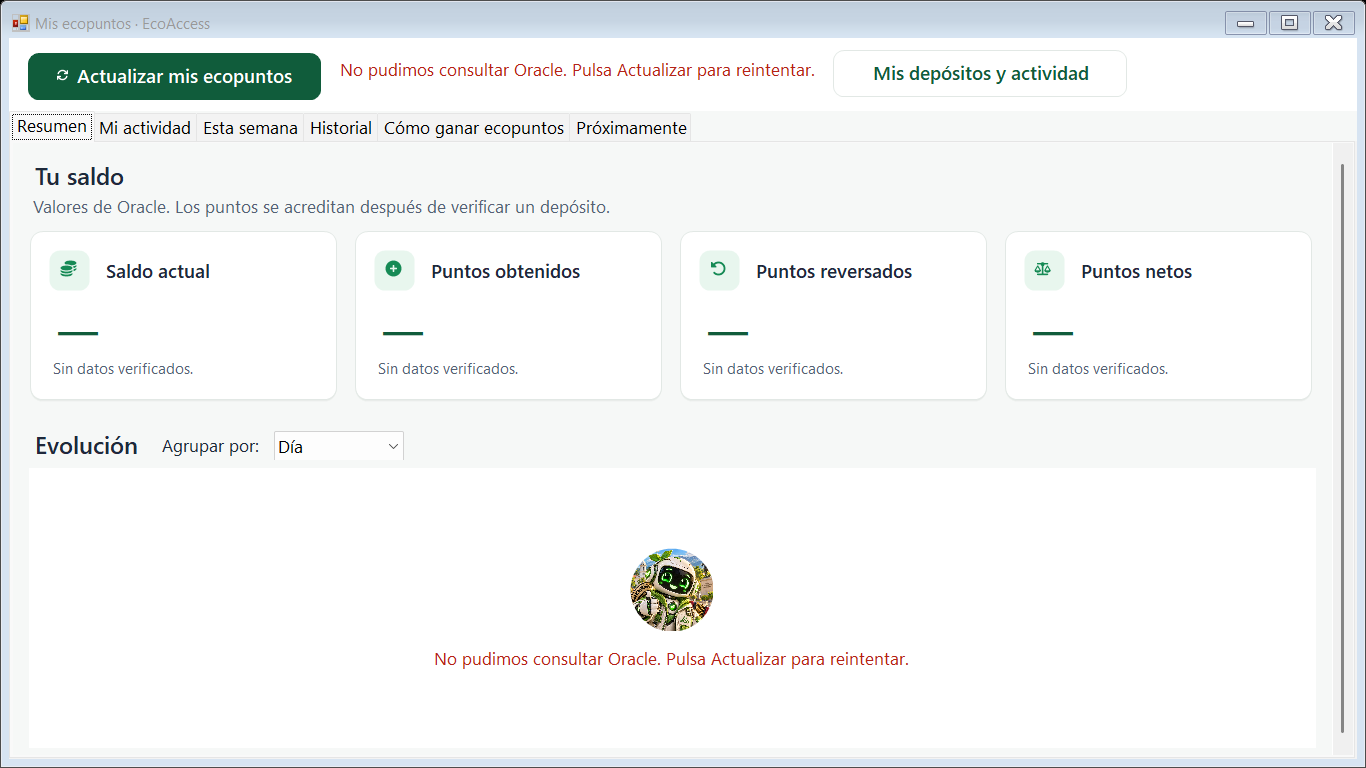 Mis ecopuntos · EcoAccess
Actualizar mis ecopuntos
No pudimos consultar Oracle. Pulsa Actualizar para reintentar.
Mis depósitos y actividad
Resumen Mi actividad Esta semana Historial Cómo ganar ecopuntos Próximamente
Tu saldo
Valores de Oracle. Los puntos se acreditan después de verificar un depósito.
Saldo actual
—
Sin datos verificados.
Puntos obtenidos
—
Sin datos verificados.
Puntos reversados
—
Sin datos verificados.
Puntos netos
—
Sin datos verificados.
Evolución Agrupar por: Día
No pudimos consultar Oracle. Pulsa Actualizar para reintentar.